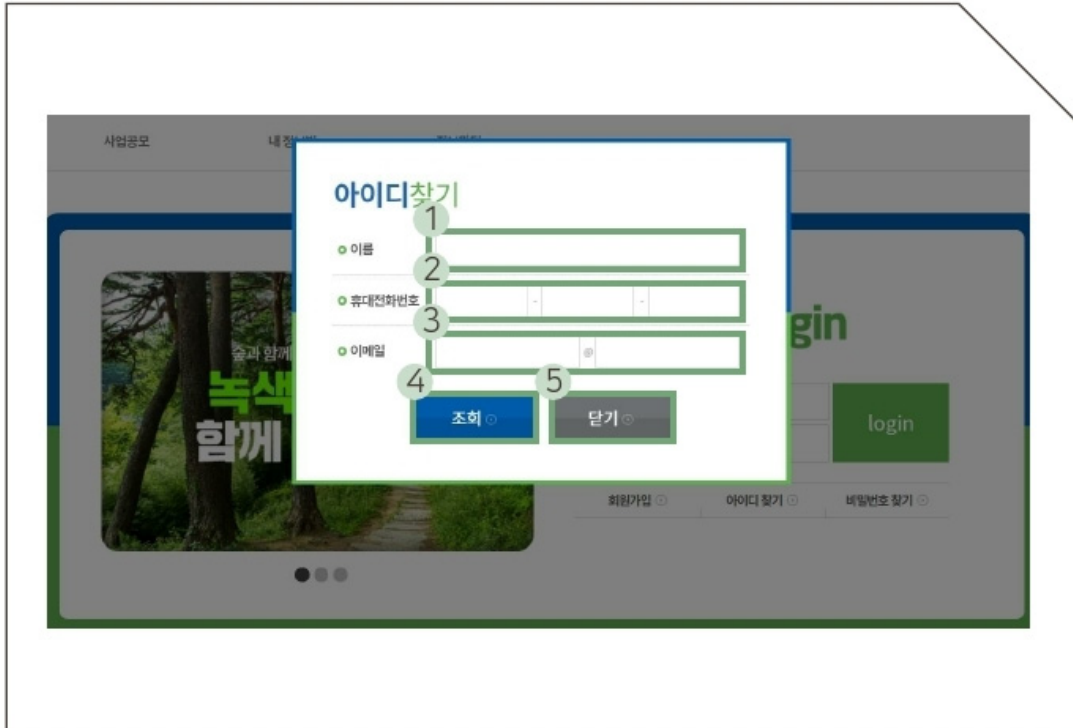 사업공모
아이디찾기
1
이름
2
휴대전화번호 - -
3
이메일 @
4 5
조회 닫기
숲과 함께
녹색
함께
gin
login
회원가입 아이디 찾기 비밀번호 찾기